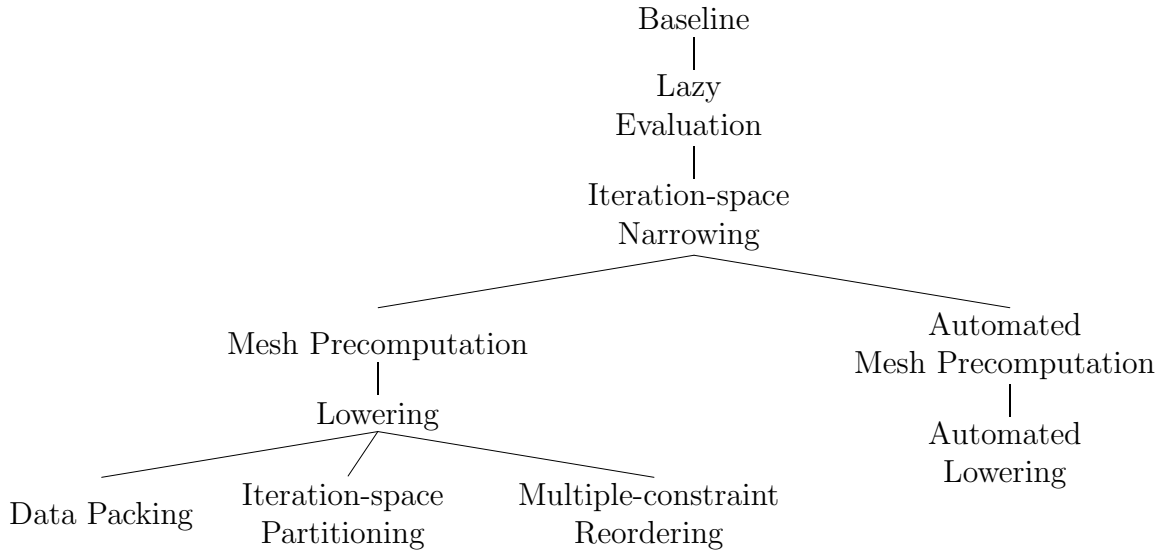 Baseline
Lazy
Evaluation
Iteration-space
Narrowing
Mesh Precomputation
Automated
Mesh Precomputation
Lowering
Automated
Lowering
Data Packing
Iteration-space
Partitioning
Multiple-constraint
Reordering